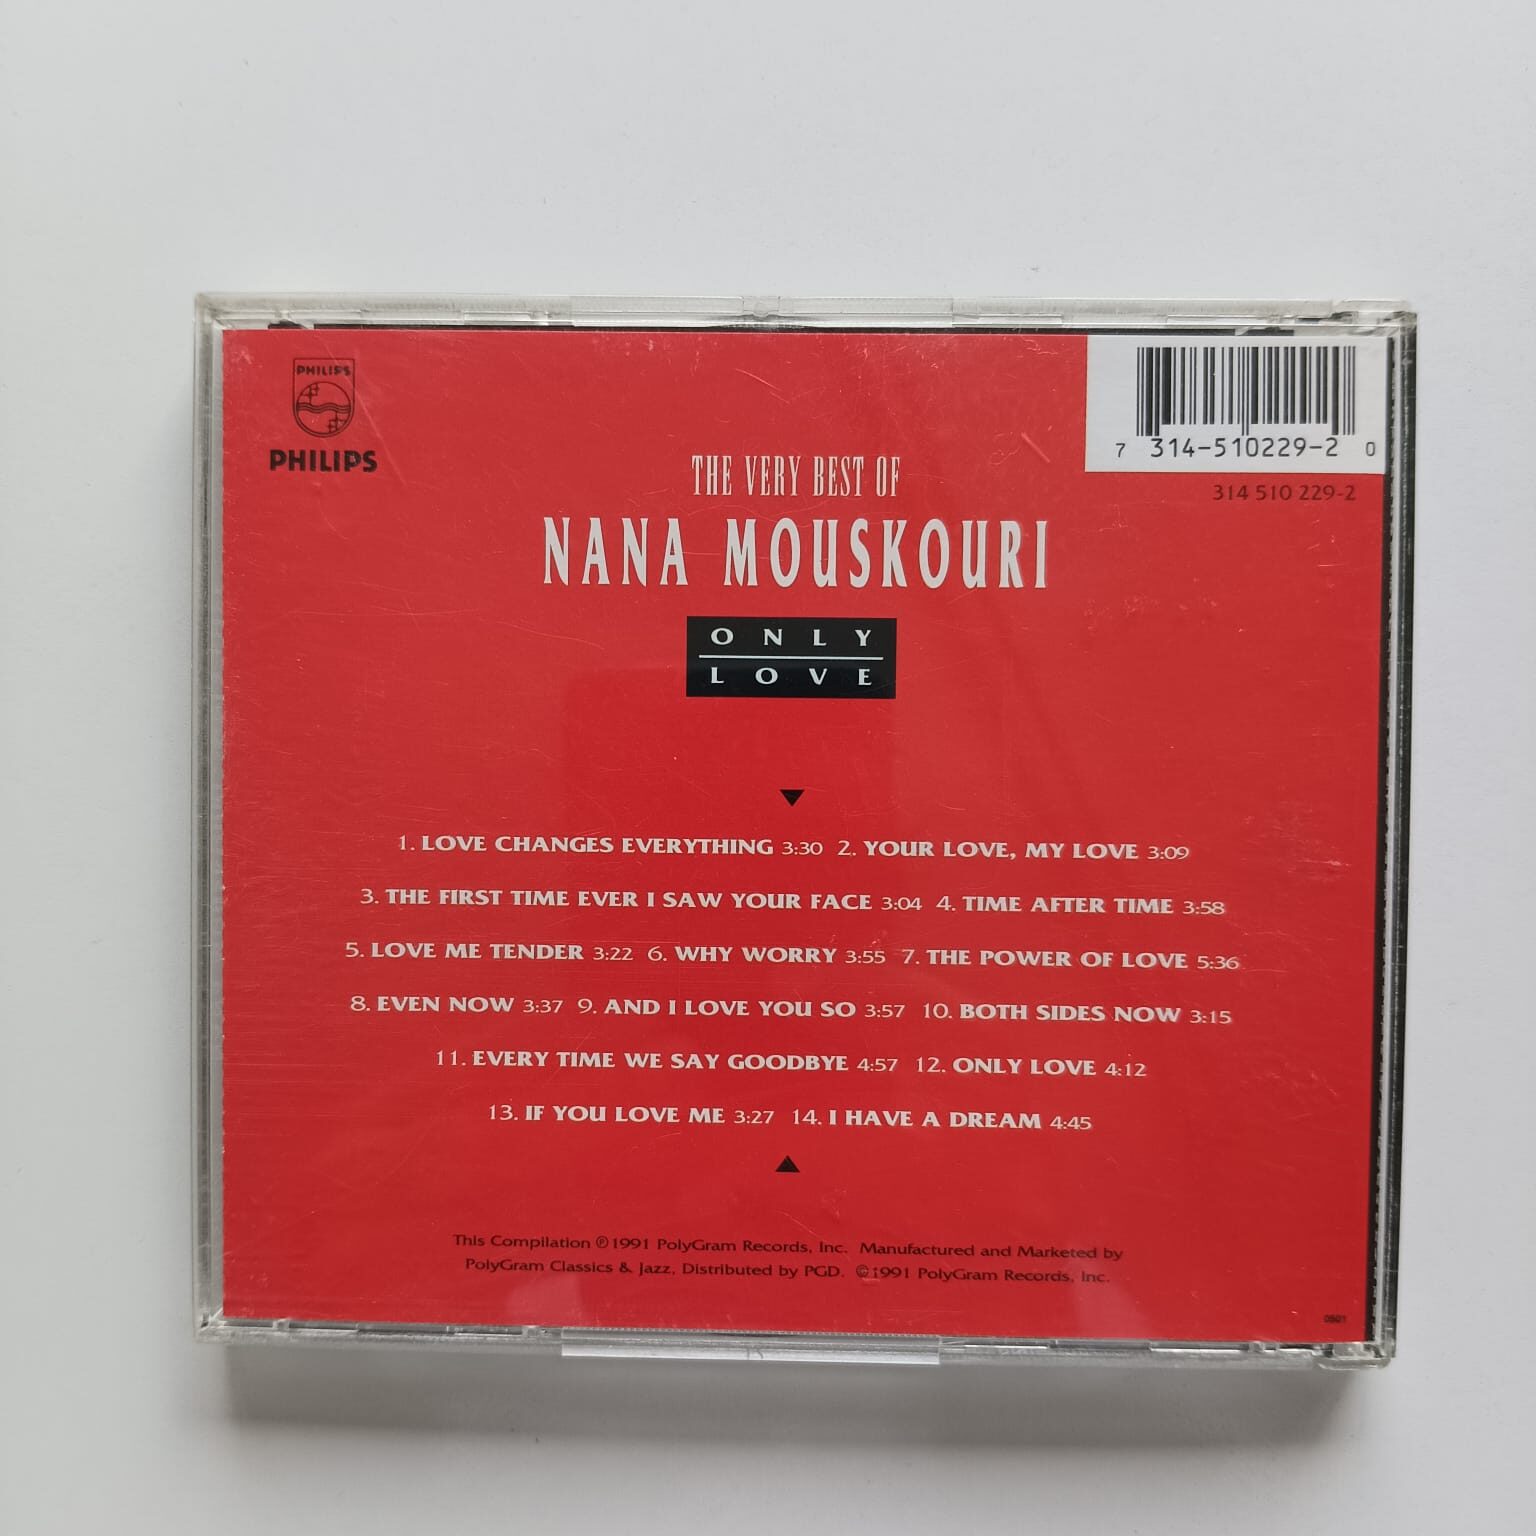 PHILIPS
PHILIPS
7 314-510229-2 0
314 510 229-2
THE VERY BEST OF
NANA MOUSKOURI
ONLY
LOVE
1. LOVE CHANGES EVERYTHING 3:30 2. YOUR LOVE, MY LOVE 3:09
3. THE FIRST TIME EVER I SAW YOUR FACE 3:04 4. TIME AFTER TIME 3:58
5. LOVE ME TENDER 3:22 6. WHY WORRY 3:55 7. THE POWER OF LOVE 5:36
8. EVEN NOW 3:37 9. AND I LOVE YOU SO 3:57 10. BOTH SIDES NOW 3:15
11. EVERY TIME WE SAY GOODBYE 4:57 12. ONLY LOVE 4:12
13. IF YOU LOVE ME 3:27 14. I HAVE A DREAM 4:45
This Compilation ℗1991 PolyGram Records, Inc. Manufactured and Marketed by
PolyGram Classics & Jazz, Distributed by PGD. ©1991 PolyGram Records, Inc.